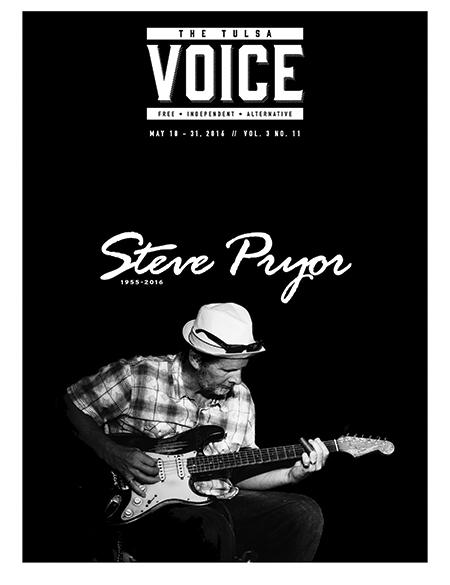 THE TULSA
VOICE
FREE • INDEPENDENT • ALTERNATIVE
MAY 18 – 31, 2016 // VOL. 3 NO. 11
Steve Pryor
1955-2016